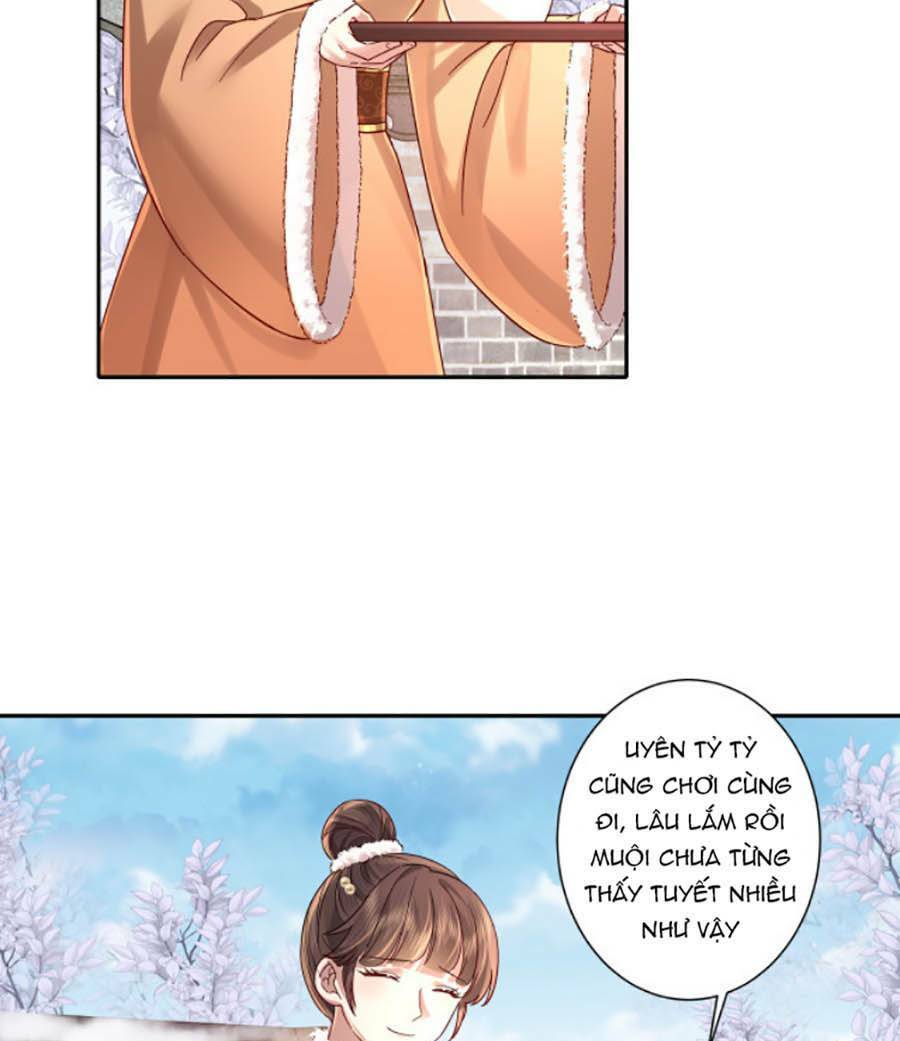 UYÊN TỶ TỶ
CŨNG CHƠI CÙNG
ĐI, LÂU LẮM RỒI
MUỘI CHƯA TỪNG
THẤY TUYẾT NHIỀU
NHƯ VẬY